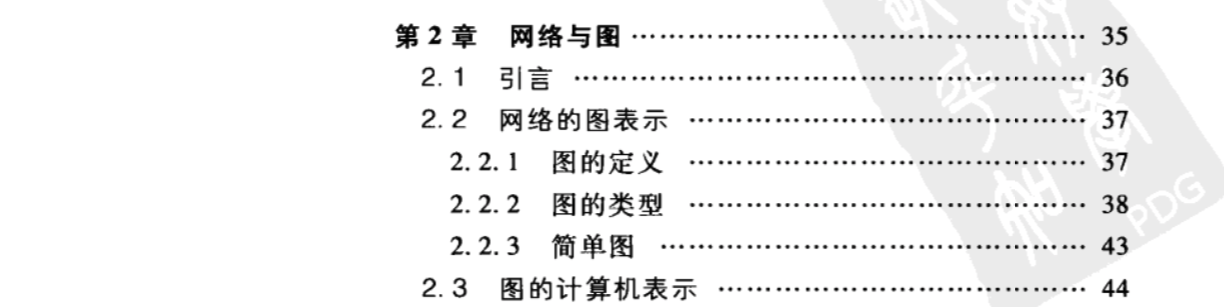 第 2 章 网络与图 …………………………………………… 35
2.1 引言 ……………………………………………… 36
2.2 网络的图表示 …………………………………… 37
2.2.1 图的定义 …………………………………… 37
2.2.2 图的类型 …………………………………… 38
2.2.3 简单图 ……………………………………… 43
2.3 图的计算机表示 ………………………………… 44
PDG